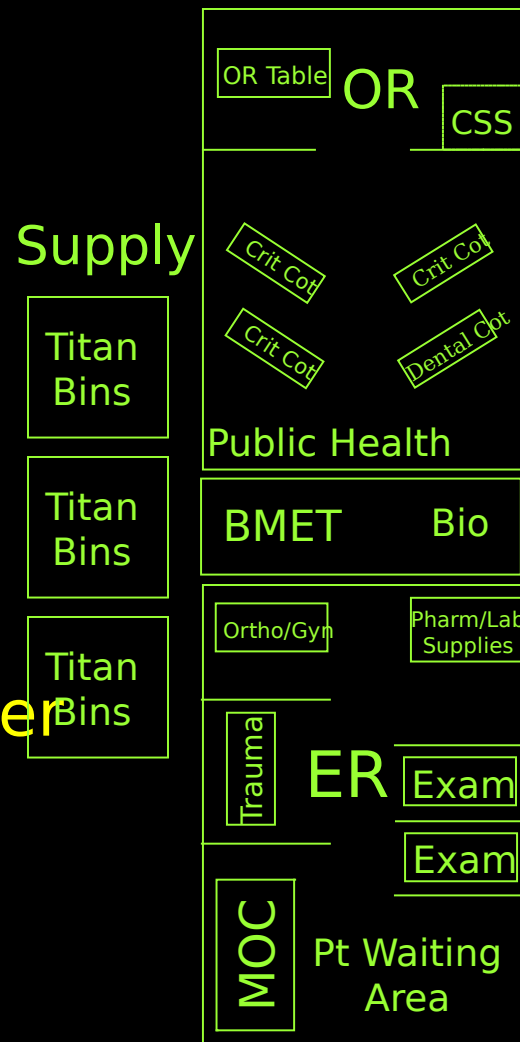 OR Table
OR
CSS
Supply
Crit Cot
Crit Cot
Crit Cot
Dental Cot
Titan
Bins
Public Health
Titan
Bins
BMET
Bio
Ortho/Gyn
Pharm/Lab
Supplies
Titan
Bins
er
Trauma
ER
Exam
Exam
MOC
Pt Waiting
Area